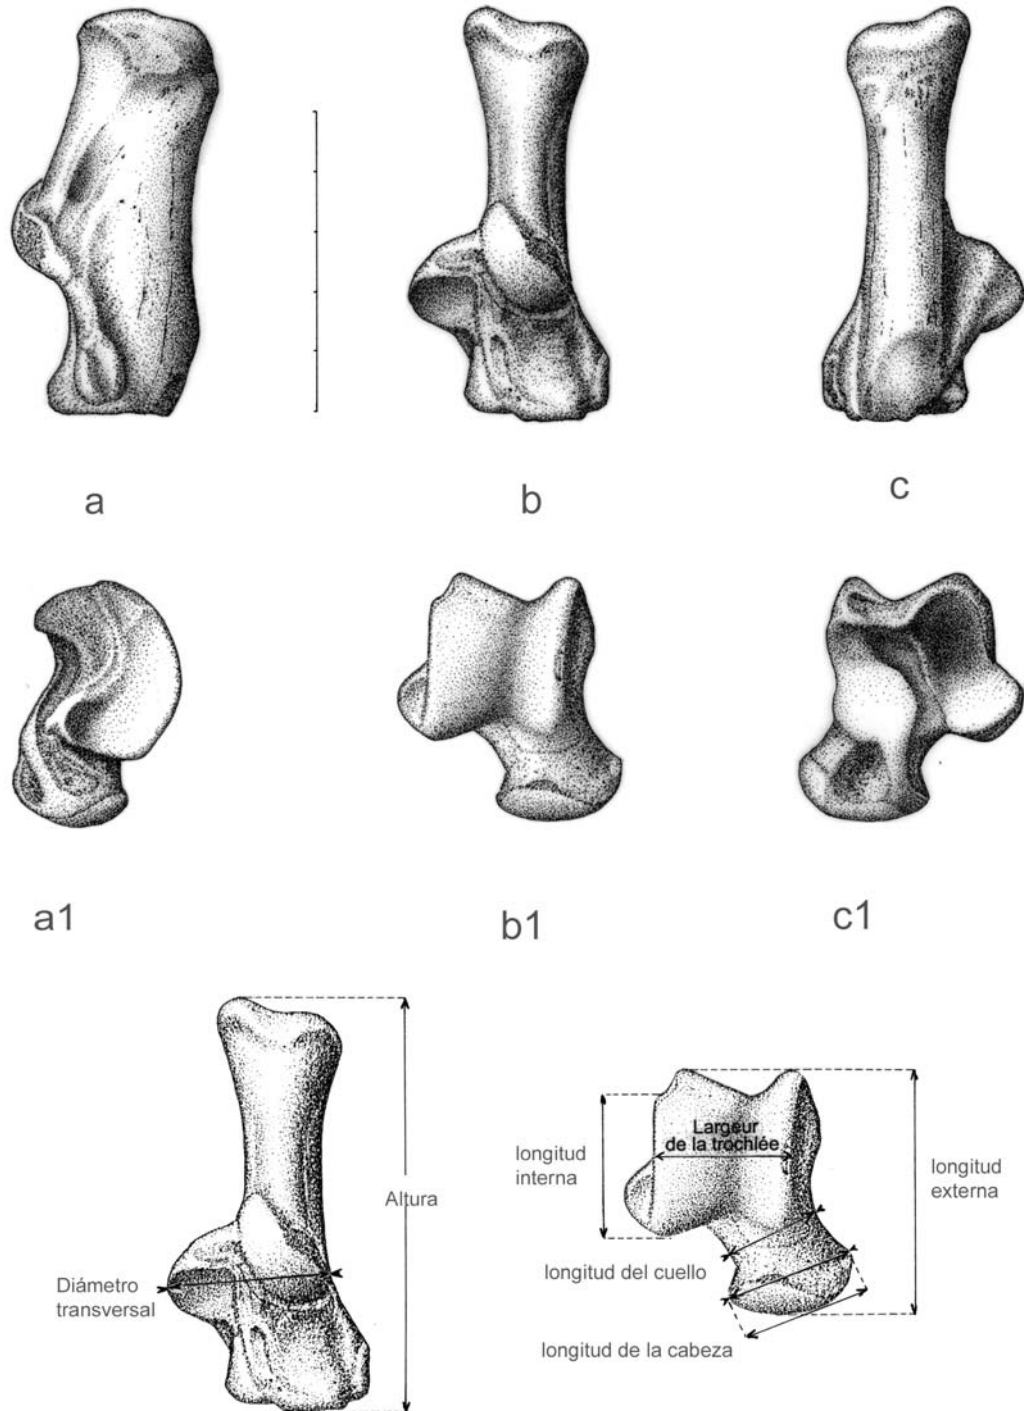 a
b
c
a1
b1
c1
Altura
Diámetro
transversal
Largeur
de la trochlée
longitud
interna
longitud
externa
longitud del cuello
longitud de la cabeza